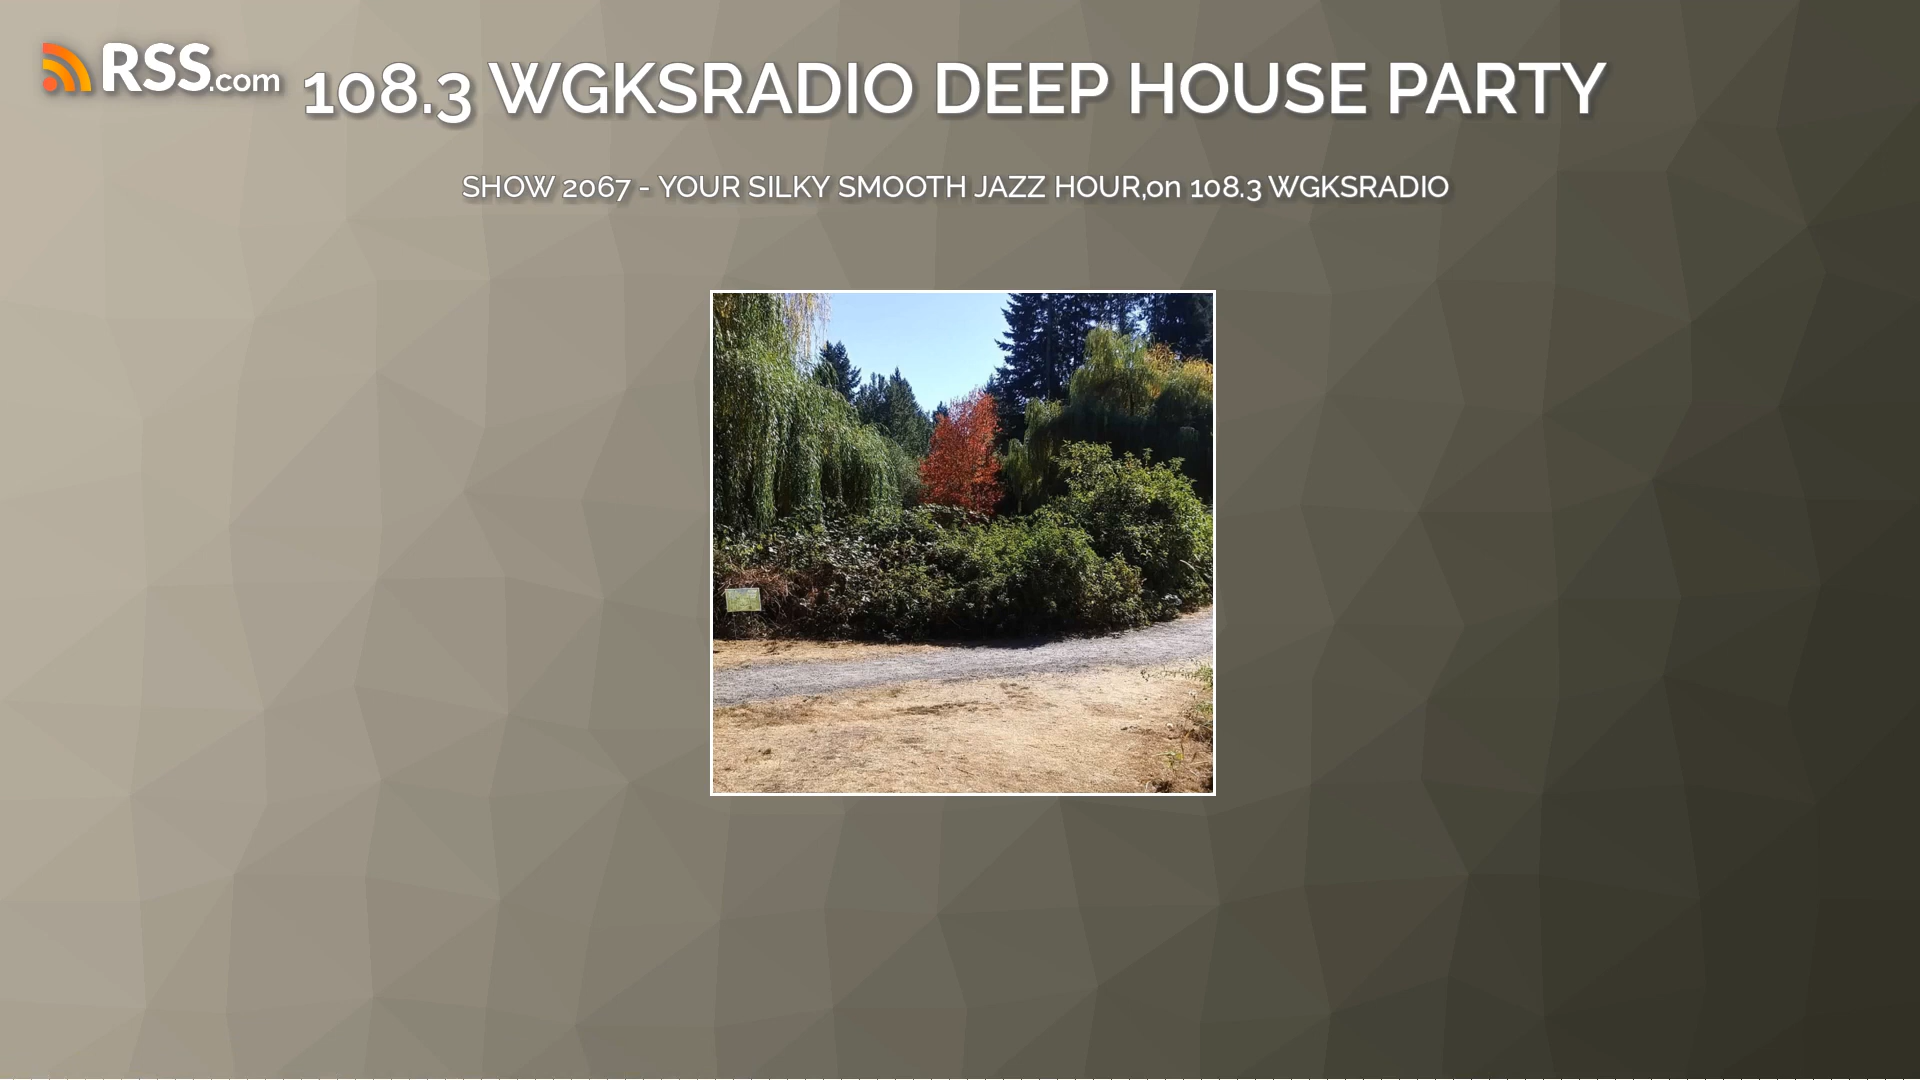 RSS.com
108.3 WGKSRADIO DEEP HOUSE PARTY
SHOW 2067 - YOUR SILKY SMOOTH JAZZ HOUR,on 108.3 WGKSRADIO